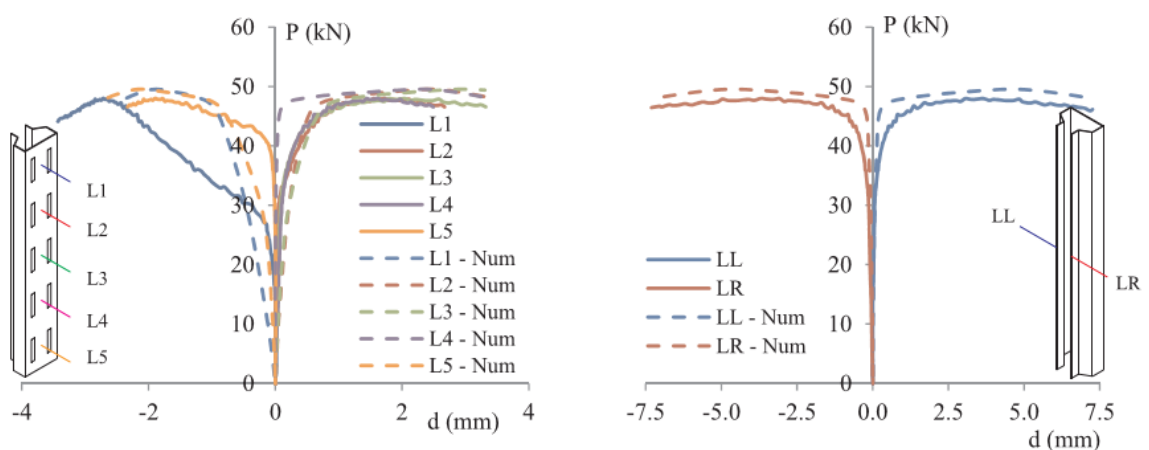 P (kN)
60
50
40
30
20
10
0
-4
-2
0
2
4
d (mm)
L1
L2
L3
L4
L5
L1
L2
L3
L4
L5
L1 - Num
L2 - Num
L3 - Num
L4 - Num
L5 - Num
P (kN)
60
50
40
30
20
10
0
-7.5
-5.0
-2.5
0.0
2.5
5.0
7.5
d (mm)
LL
LR
LL - Num
LR - Num
LL
LR